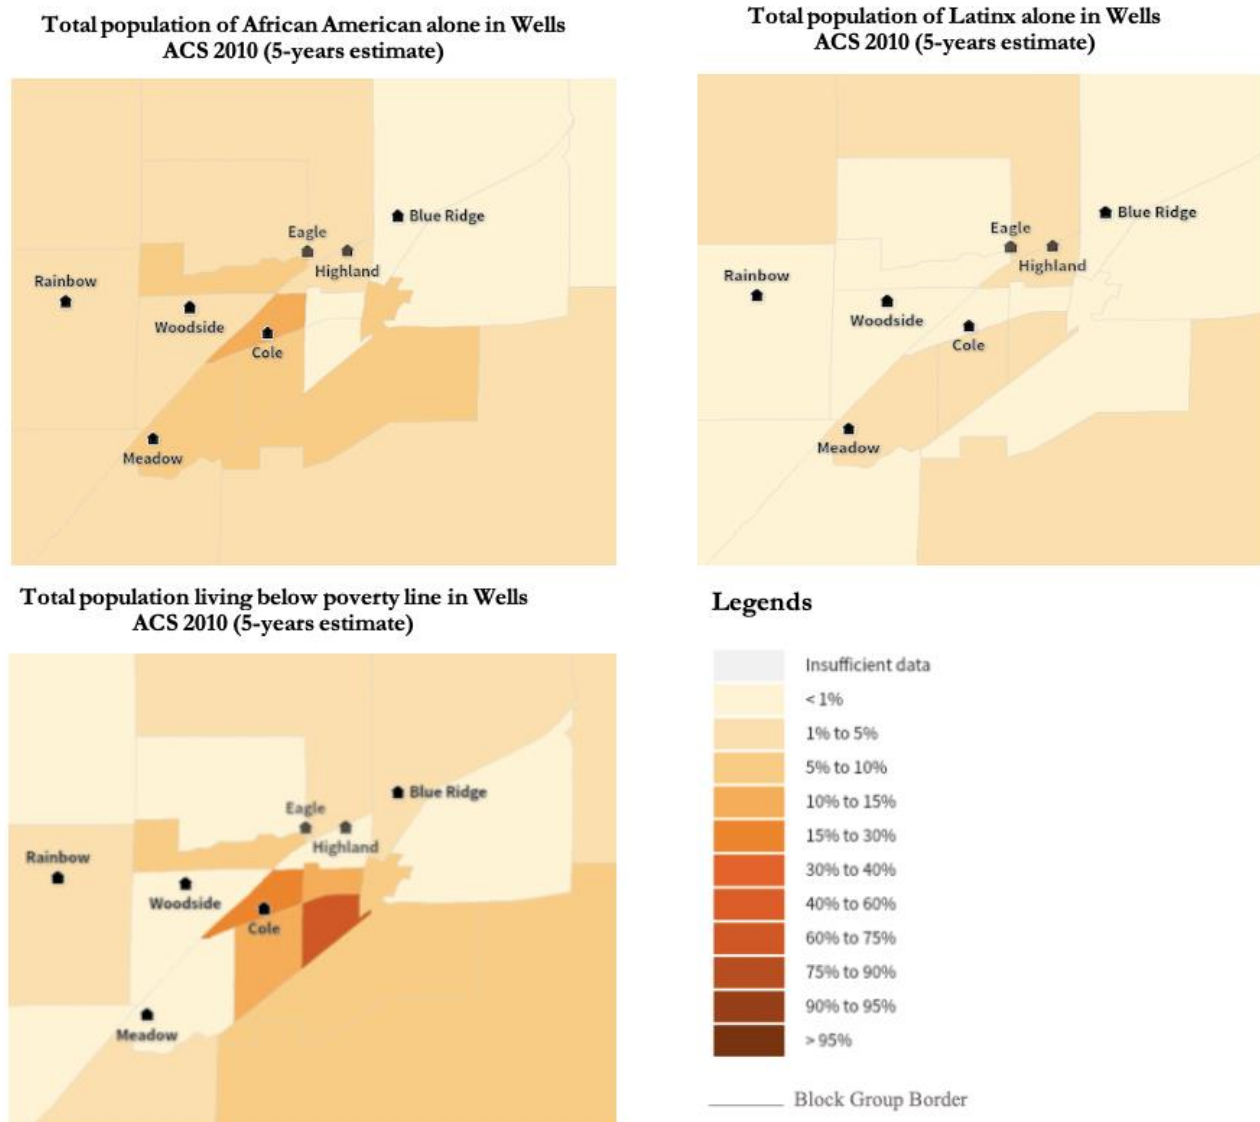 Total population of African American alone in Wells
ACS 2010 (5-years estimate)
Eagle
Blue Ridge
Highland
Rainbow
Woodside
Cole
Meadow
Total population of Latinx alone in Wells
ACS 2010 (5-years estimate)
Blue Ridge
Eagle
Highland
Rainbow
Woodside
Cole
Meadow
Total population living below poverty line in Wells
ACS 2010 (5-years estimate)
Blue Ridge
Eagle
Highland
Rainbow
Woodside
Cole
Meadow
Legends
Insufficient data
< 1%
1% to 5%
5% to 10%
10% to 15%
15% to 30%
30% to 40%
40% to 60%
60% to 75%
75% to 90%
90% to 95%
> 95%
Block Group Border